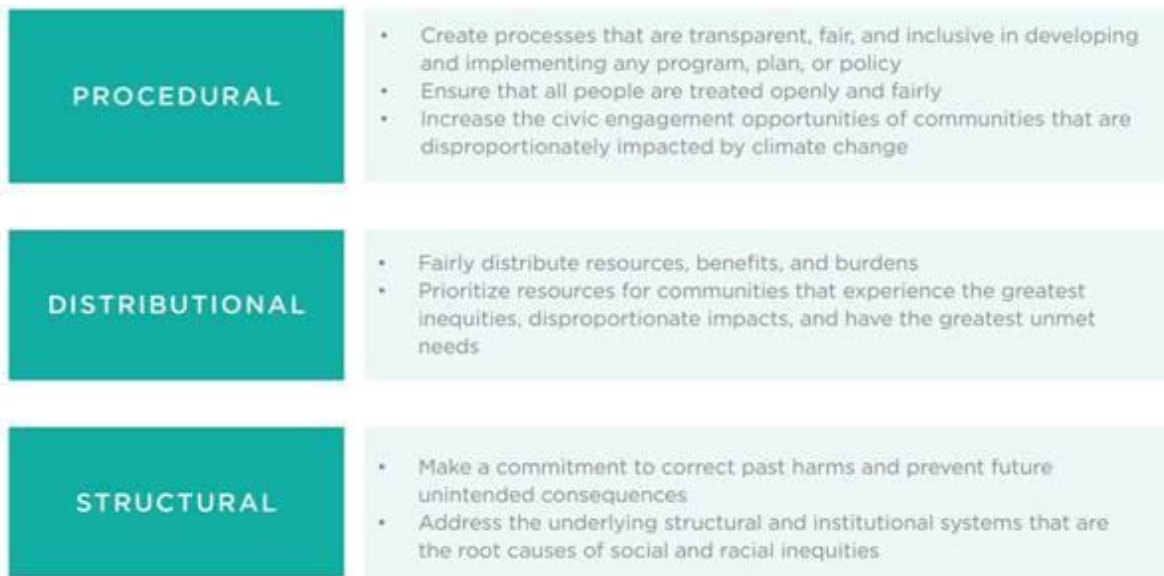 PROCEDURAL
• Create processes that are transparent, fair, and inclusive in developing
and implementing any program, plan, or policy
• Ensure that all people are treated openly and fairly
• Increase the civic engagement opportunities of communities that are
disproportionately impacted by climate change
DISTRIBUTIONAL
• Fairly distribute resources, benefits, and burdens
• Prioritize resources for communities that experience the greatest
inequities, disproportionate impacts, and have the greatest unmet
needs
STRUCTURAL
• Make a commitment to correct past harms and prevent future
unintended consequences
• Address the underlying structural and institutional systems that are
the root causes of social and racial inequities